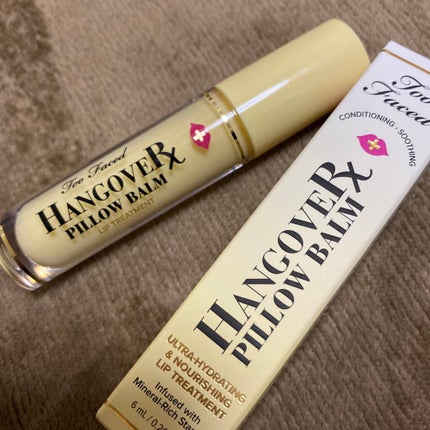 Too Faced
HANGOVERx
PILLOW BALM
LIP TREATMENT
Too
Faced
CONDITIONING - SOOTHING
HANGOVERx
PILLOW BALM
ULTRA-HYDRATING
& NOURISHING
LIP TREATMENT
Infused with
Mineral-Rich
6 mL